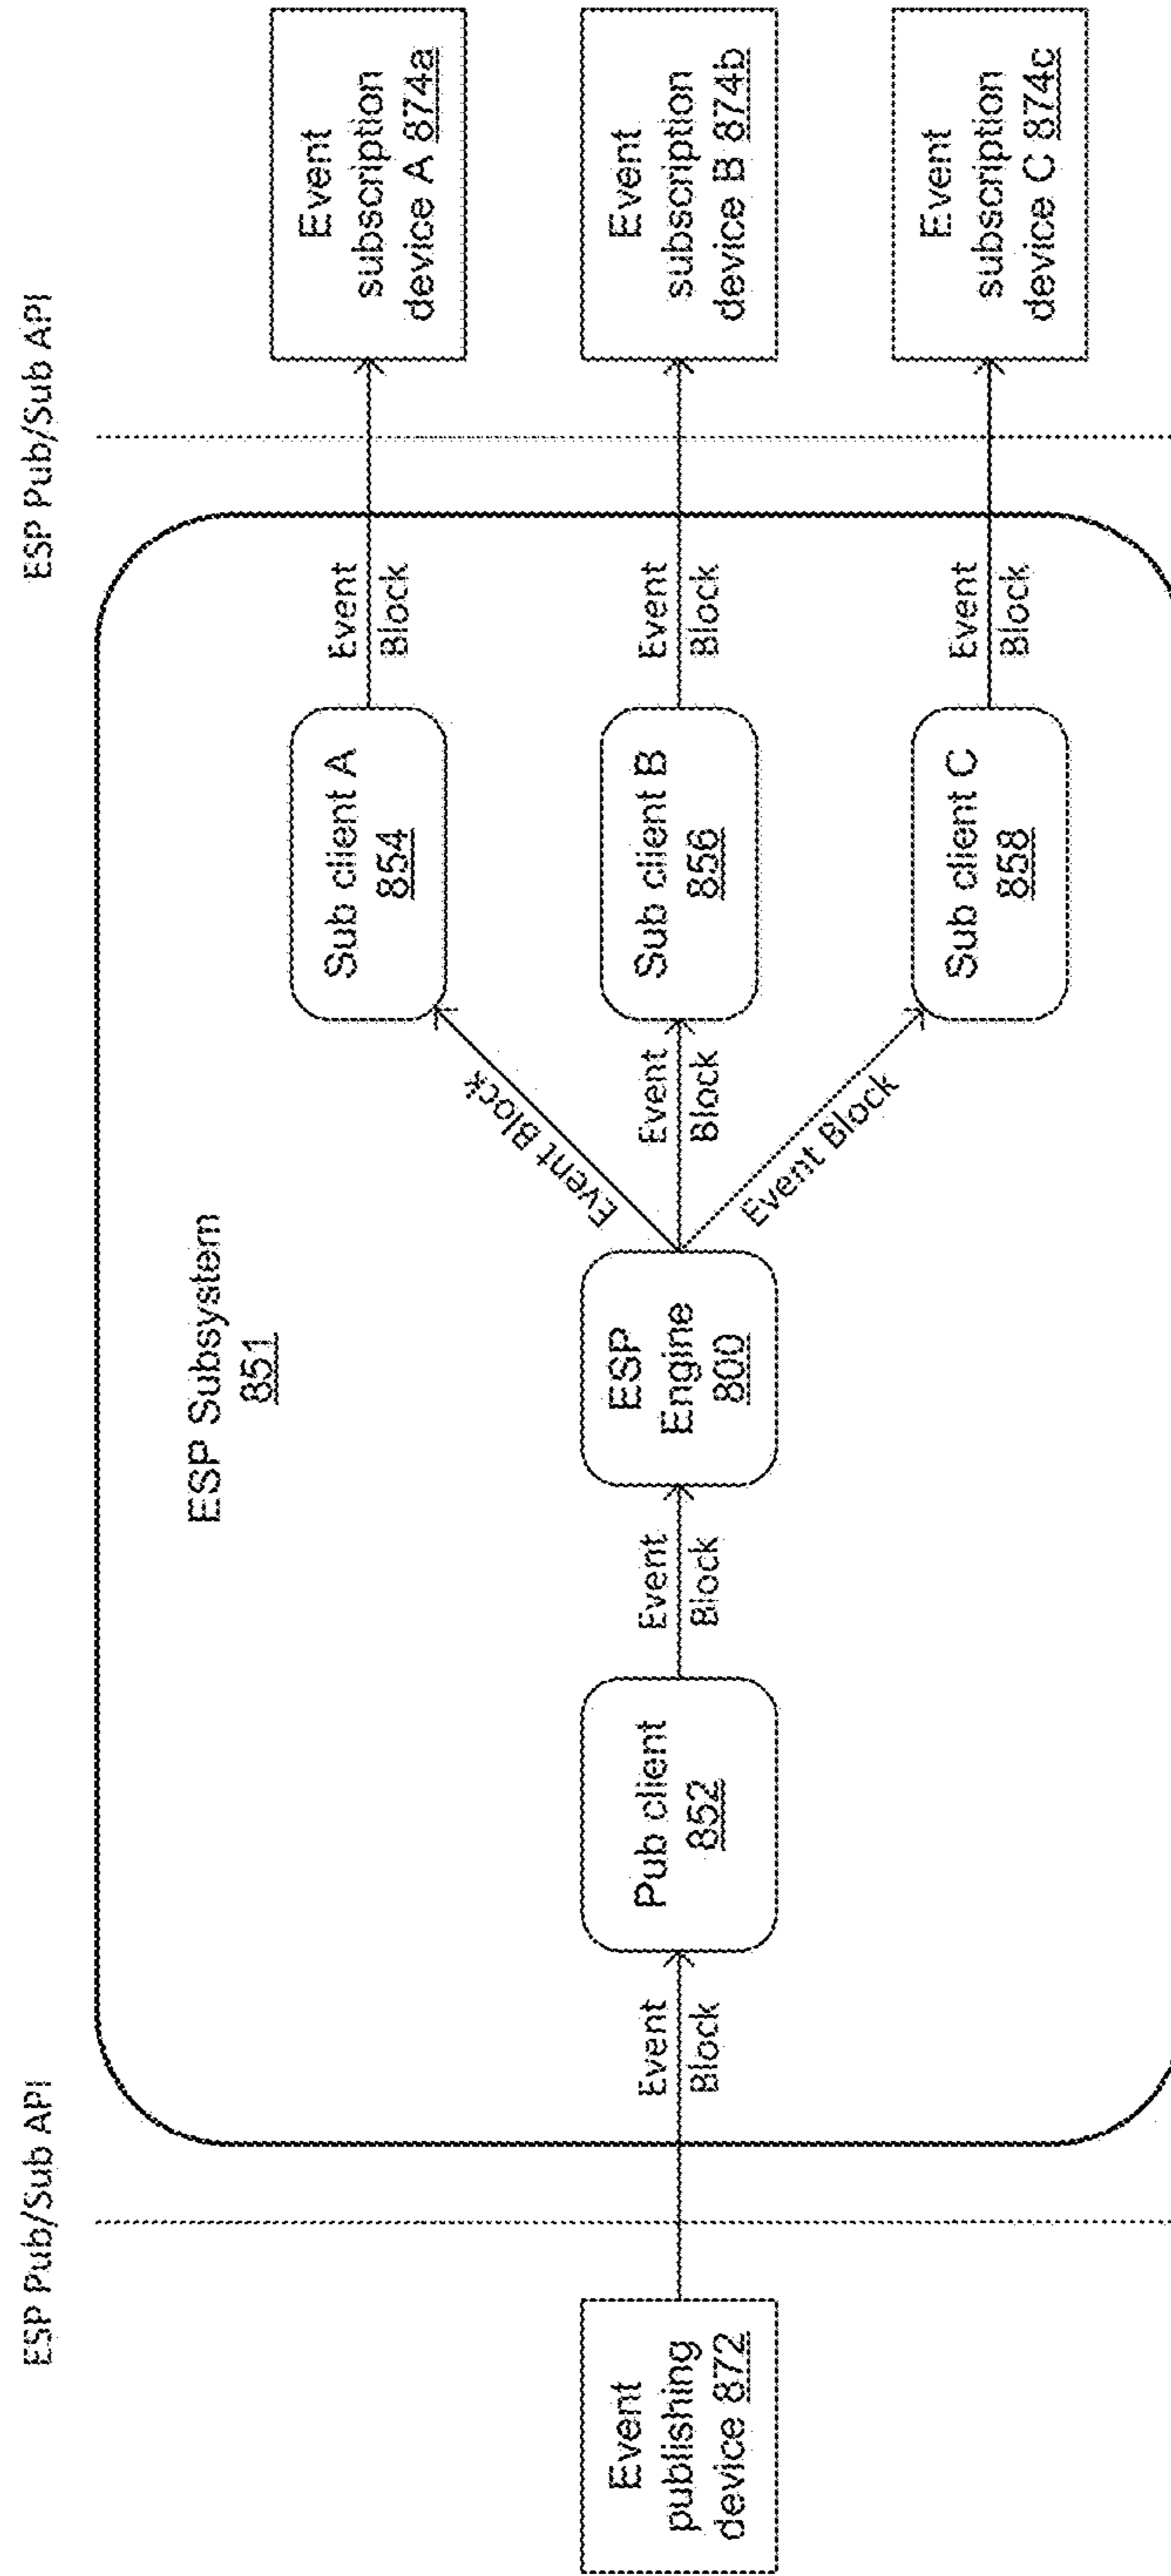 ESP Pub/Sub API
ESP Pub/Sub API
ESP Subsystem
851
Event
publishing
device 872
Event
Block
Pub client
852
Event
Block
ESP
Engine
800
Event Block
Event
Block
Event Block
Sub client A
854
Sub client B
856
Sub client C
858
Event
Block
Event
Block
Event
Block
Event
subscription
device A 874a
Event
subscription
device B 874b
Event
subscription
device C 874c